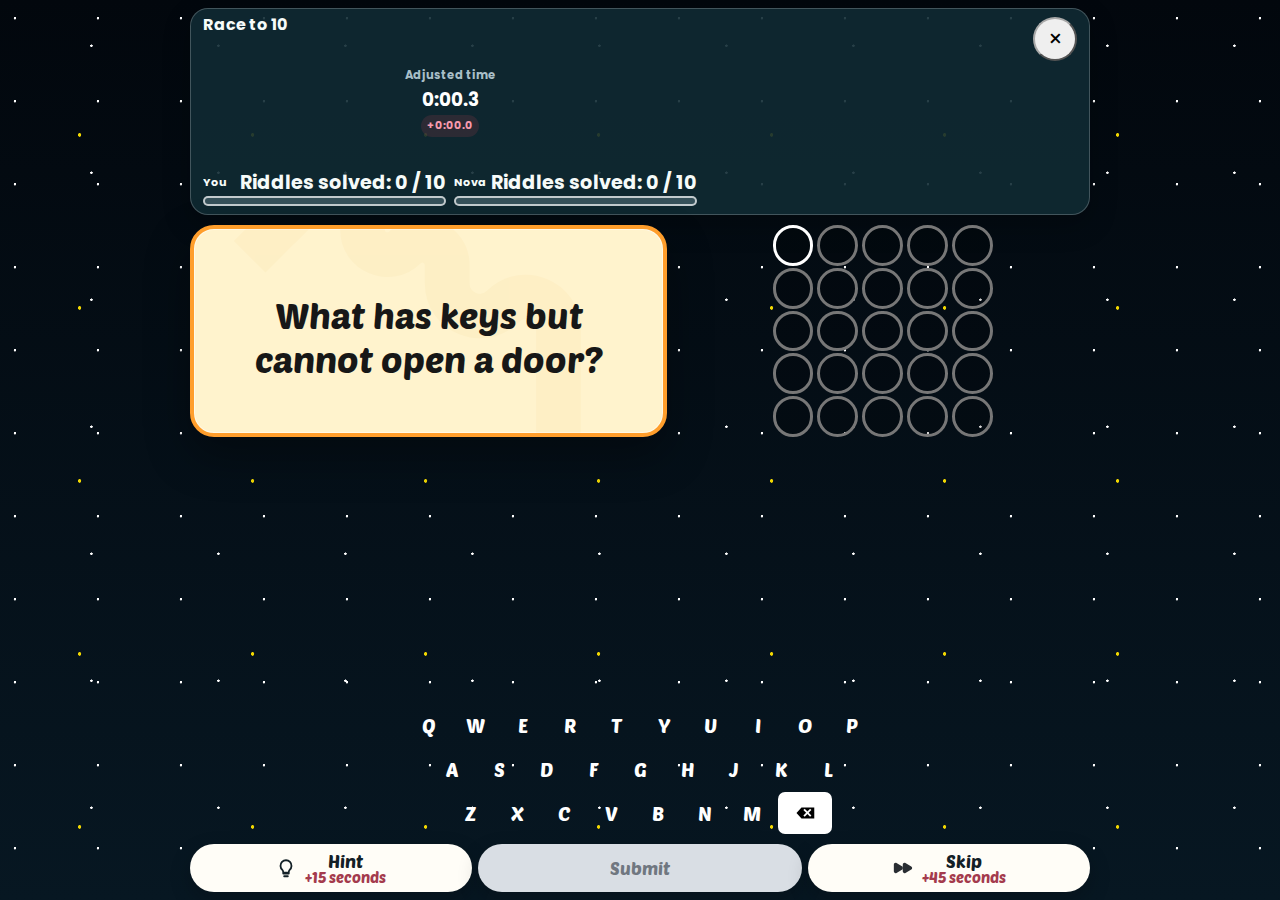 Race to 10
×
Adjusted time
0:00.3
+0:00.0
You Riddles solved: 0 / 10 Nova Riddles solved: 0 / 10
What has keys but
cannot open a door?
Q W E R T Y U I O P
A S D F G H J K L
Z X C V B N M
Hint
+15 seconds
Submit
Skip
+45 seconds